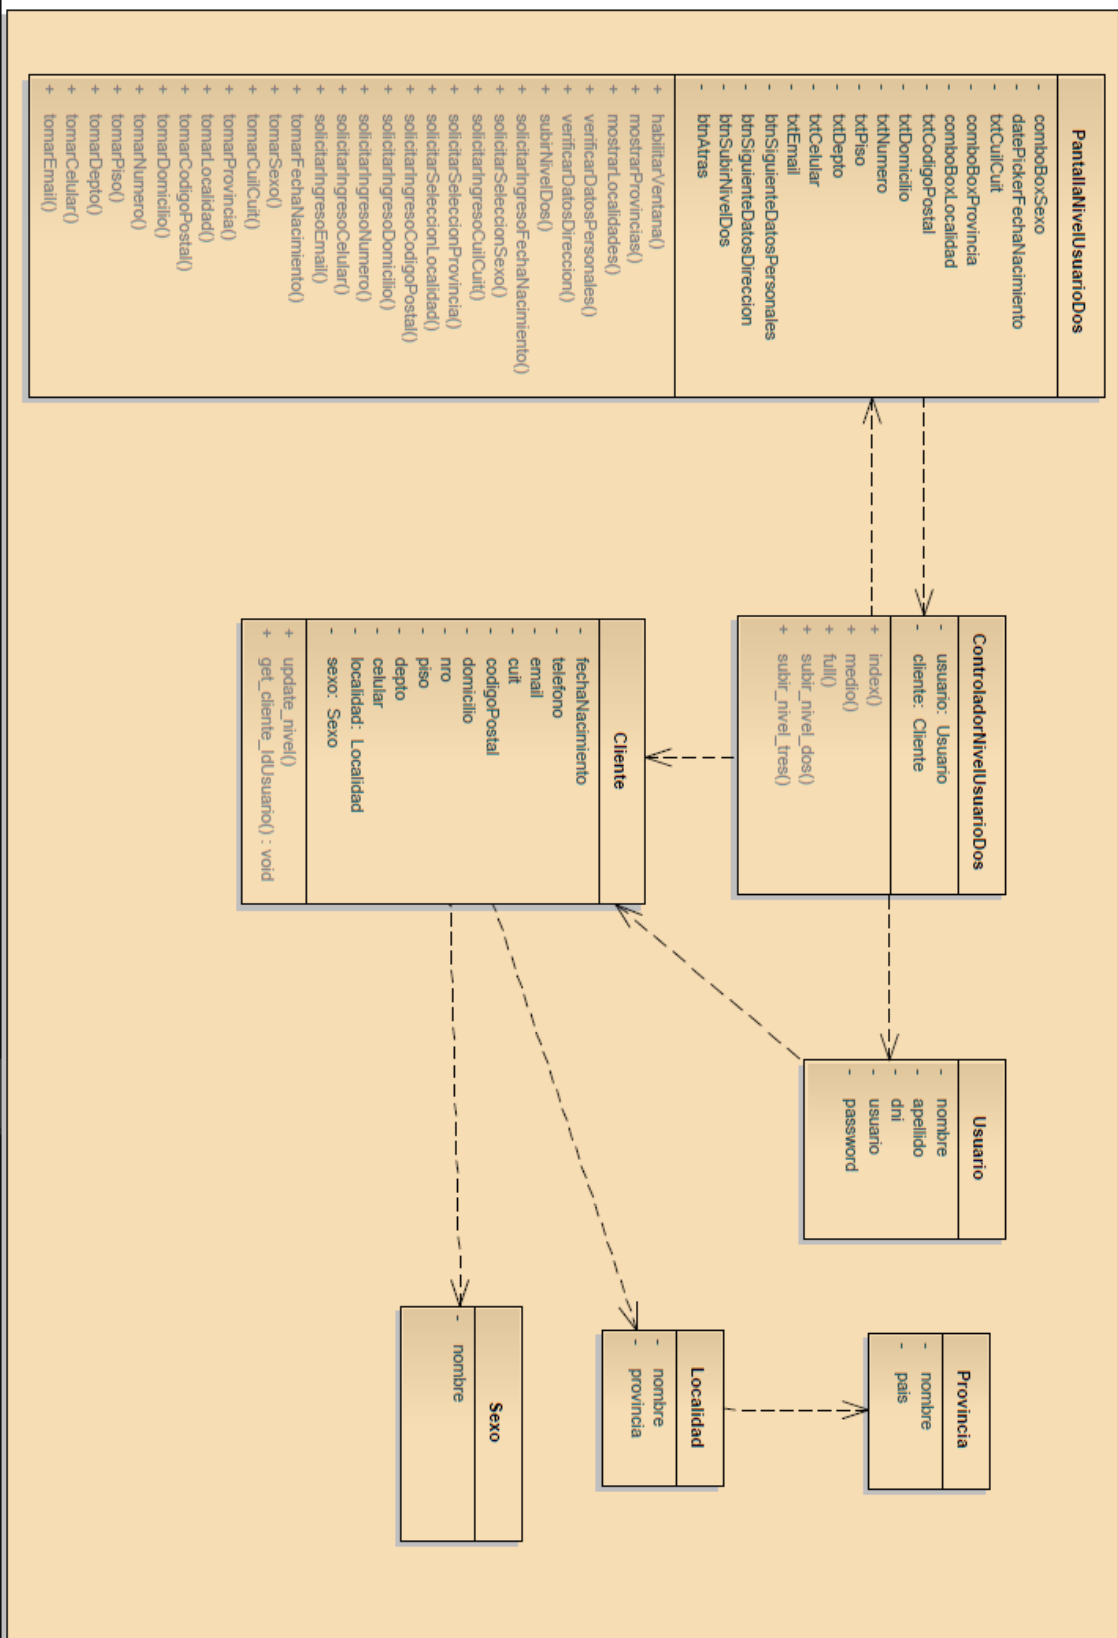 PantallaNivelUsuarioDos
- comboBoxSexo
- datePickerFechaNacimiento
- txtCuilCuit
- comboBoxProvincia
- comboBoxLocalidad
- txtCodigoPostal
- txtDomicilio
- txtNumero
- txtPiso
- txtDepto
- txtCelular
- txtEmail
- btnSiguienteDatosPersonales
- btnSiguienteDatosDireccion
- btnSubirNivelDos
- btnAtras
+ habilitarVentana()
+ mostrarProvincias()
+ mostrarLocalidades()
+ verificarDatosPersonales()
+ verificarDatosDireccion()
+ subirNivelDos()
+ solicitarIngresoFechaNacimiento()
+ solicitarSeleccionSexo()
+ solicitarIngresoCuilCuit()
+ solicitarSeleccionProvincia()
+ solicitarSeleccionLocalidad()
+ solicitarIngresoCodigoPostal()
+ solicitarIngresoDomicilio()
+ solicitarIngresoNumero()
+ solicitarIngresoCelular()
+ solicitarIngresoEmail()
+ tomarFechaNacimiento()
+ tomarSexo()
+ tomarCuilCuit()
+ tomarProvincia()
+ tomarLocalidad()
+ tomarCodigoPostal()
+ tomarDomicilio()
+ tomarNumero()
+ tomarPiso()
+ tomarDepto()
+ tomarCelular()
+ tomarEmail()
ControladorNivelUsuarioDos
- usuario: Usuario
- cliente: Cliente
+ index()
+ medio()
+ full()
+ subir_nivel_dos()
+ subir_nivel_tres()
Cliente
- fechaNacimiento
- telefono
- email
- cuit
- codigoPostal
- domicilio
- nro
- piso
- depto
- celular
- localidad: Localidad
- sexo: Sexo
+ update_nivel()
+ get_cliente_IdUsuario() : void
Usuario
- nombre
- apellido
- dni
- usuario
- password
Provincia
- nombre
- pais
Localidad
- nombre
- provincia
Sexo
- nombre